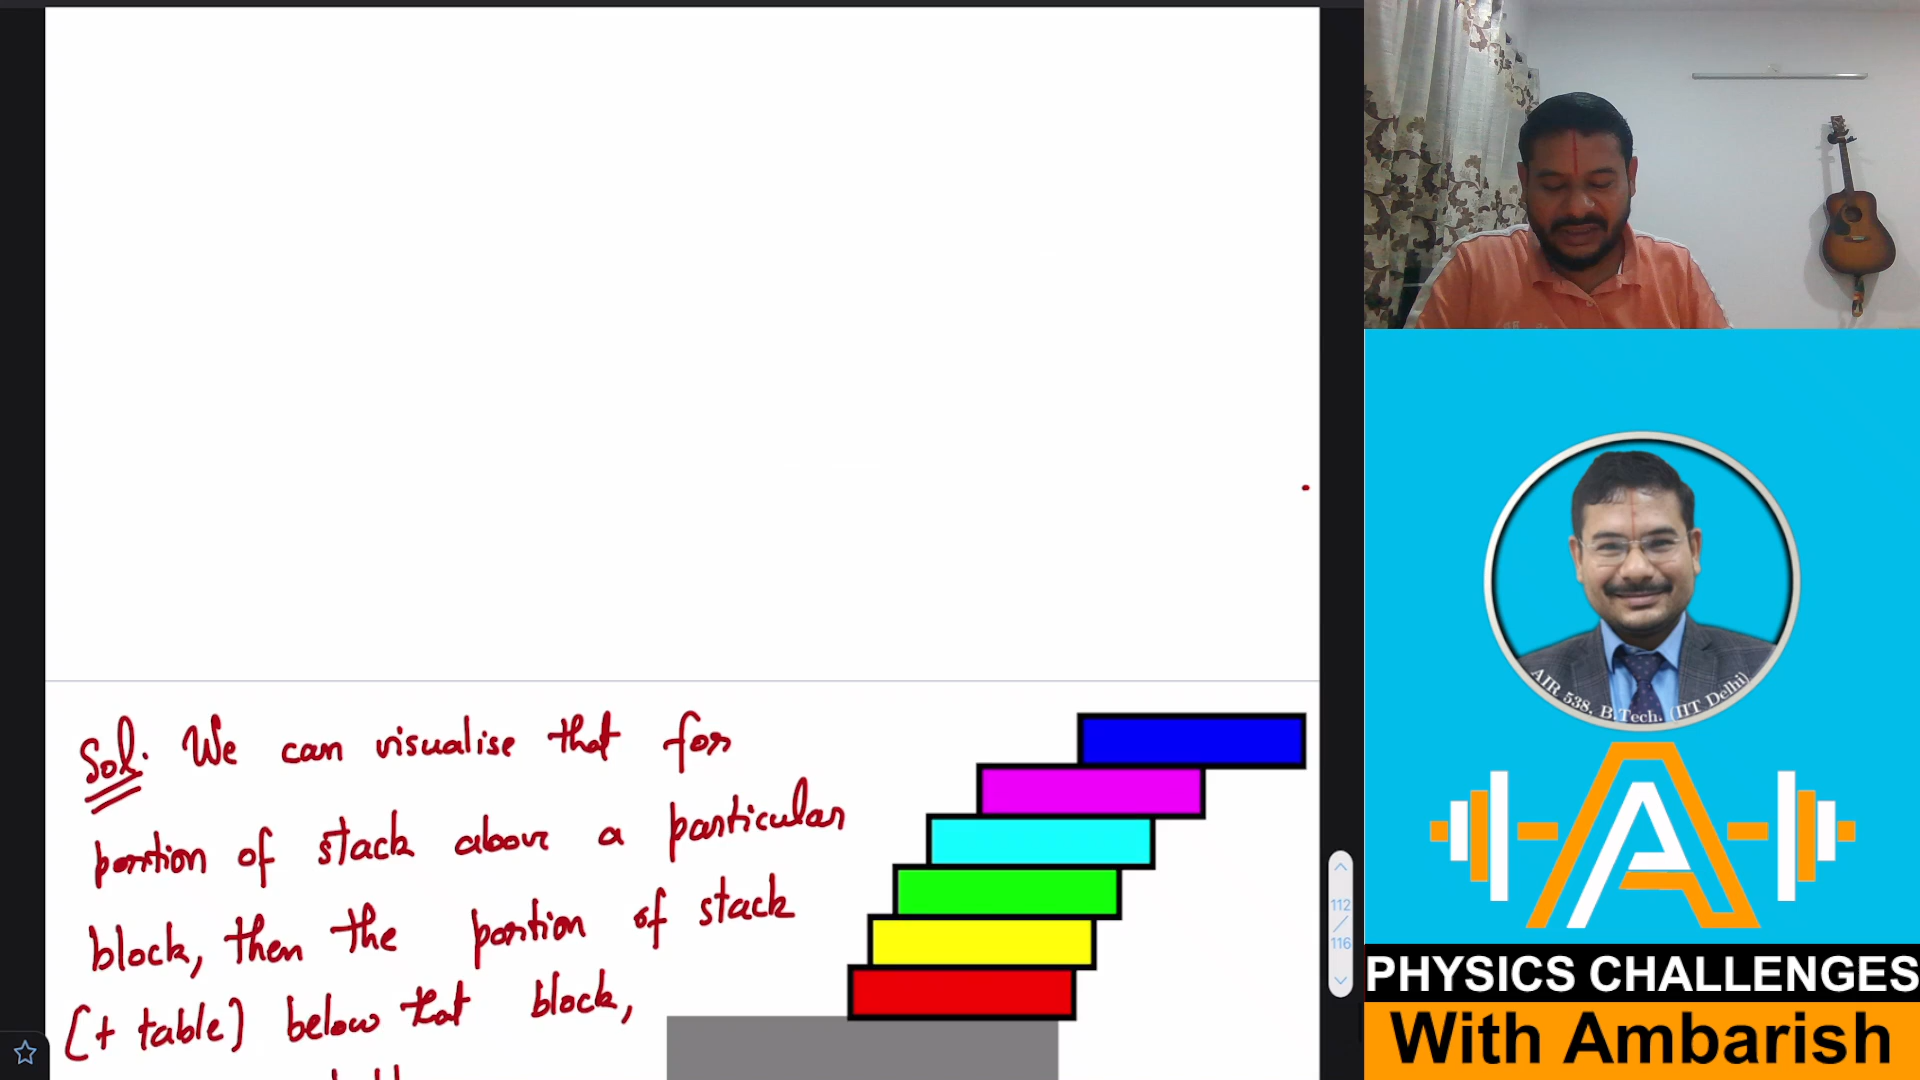 Sol. We can visualise that for
portion of stack above a particular
block, then the portion of stack
[+ table] below that block,
112
/
116
AIR 538, B.Tech. (IIT Delhi)
A
PHYSICS CHALLENGES
With Ambarish